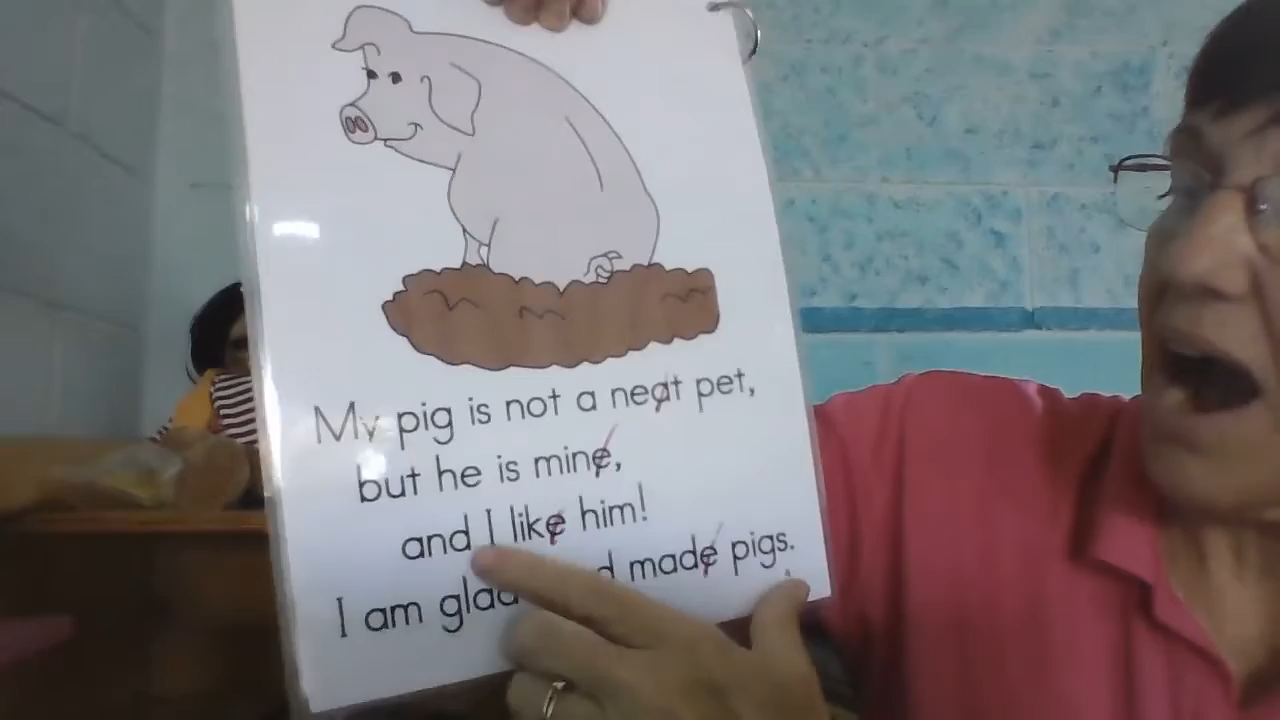 My pig is not a neat pet,
but he is mine,
and I like him!
I am glad made pigs.